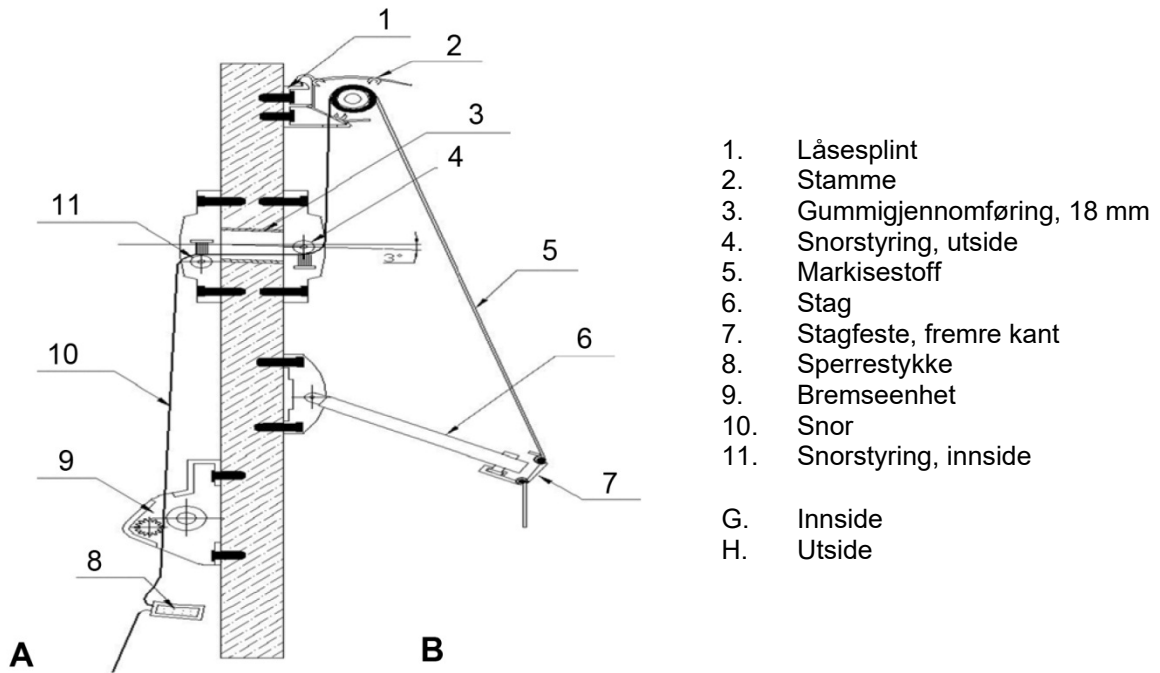 1
2
3
4
11
3°
5
10
6
9
7
8
A
B
1. Låsesplint
2. Stamme
3. Gummigjennomføring, 18 mm
4. Snorstyring, utside
5. Markisestoff
6. Stag
7. Stagfeste, fremre kant
8. Sperrestykke
9. Bremseenhet
10. Snor
11. Snorstyring, innside
G. Innside
H. Utside